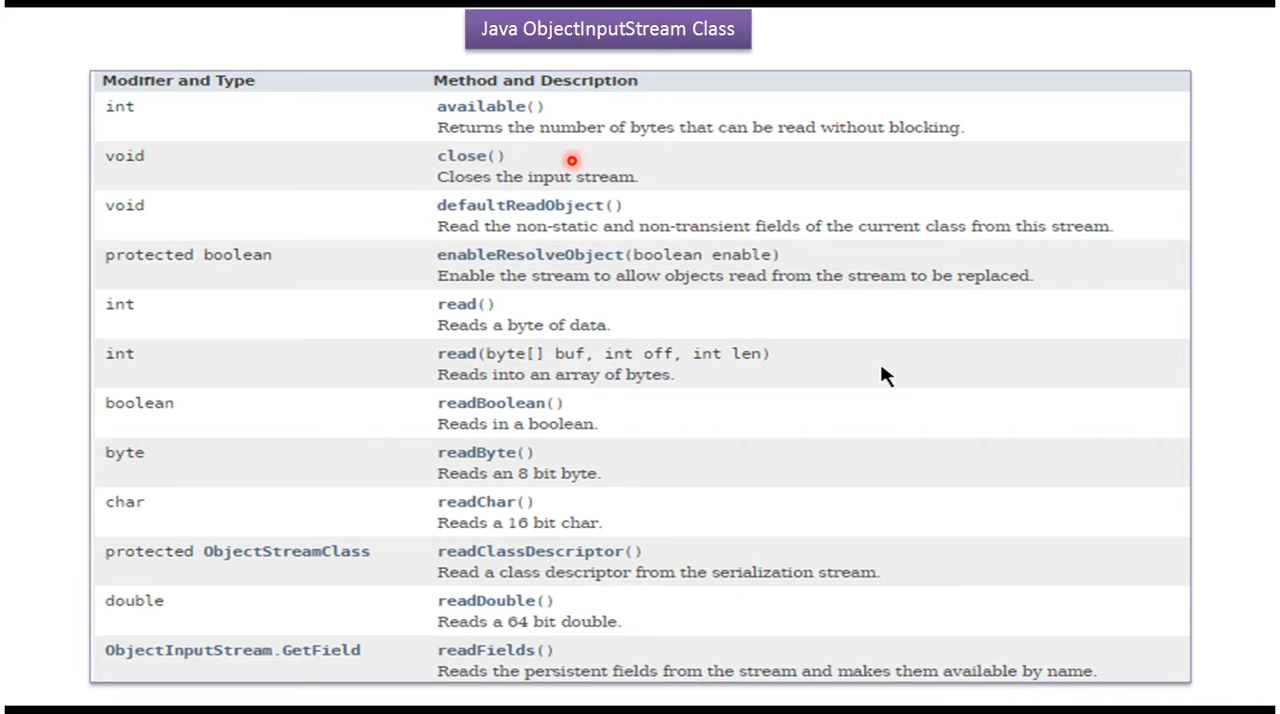 Java ObjectInputStream Class
Modifier and Type Method and Description
int available()
Returns the number of bytes that can be read without blocking.
void close()
Closes the input stream.
void defaultReadObject()
Read the non-static and non-transient fields of the current class from this stream.
protected boolean enableResolveObject(boolean enable)
Enable the stream to allow objects read from the stream to be replaced.
int read()
Reads a byte of data.
int read(byte[] buf, int off, int len)
Reads into an array of bytes.
boolean readBoolean()
Reads in a boolean.
byte readByte()
Reads an 8 bit byte.
char readChar()
Reads a 16 bit char.
protected ObjectStreamClass readClassDescriptor()
Read a class descriptor from the serialization stream.
double readDouble()
Reads a 64 bit double.
ObjectInputStream.GetField readFields()
Reads the persistent fields from the stream and makes them available by name.